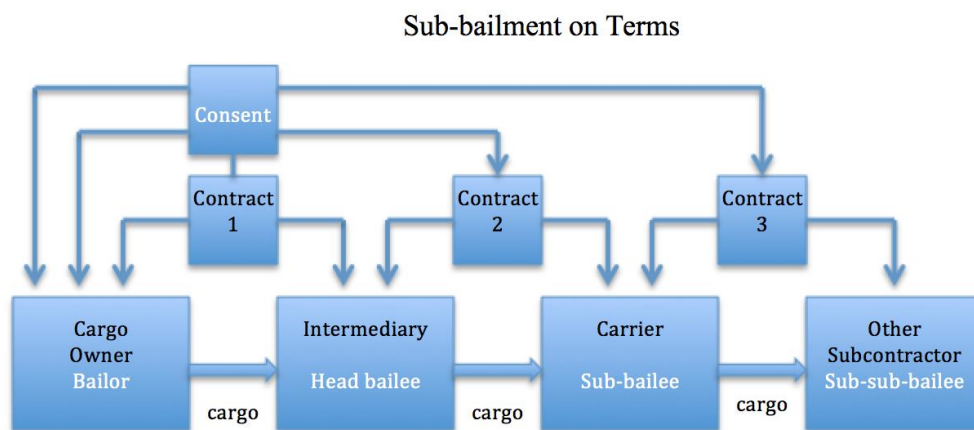 Sub-bailment on Terms
Consent
Contract
1
Contract
2
Contract
3
Cargo
Owner
Bailor
Intermediary
Head bailee
Carrier
Sub-bailee
Other
Subcontractor
Sub-sub-bailee
cargo
cargo
cargo